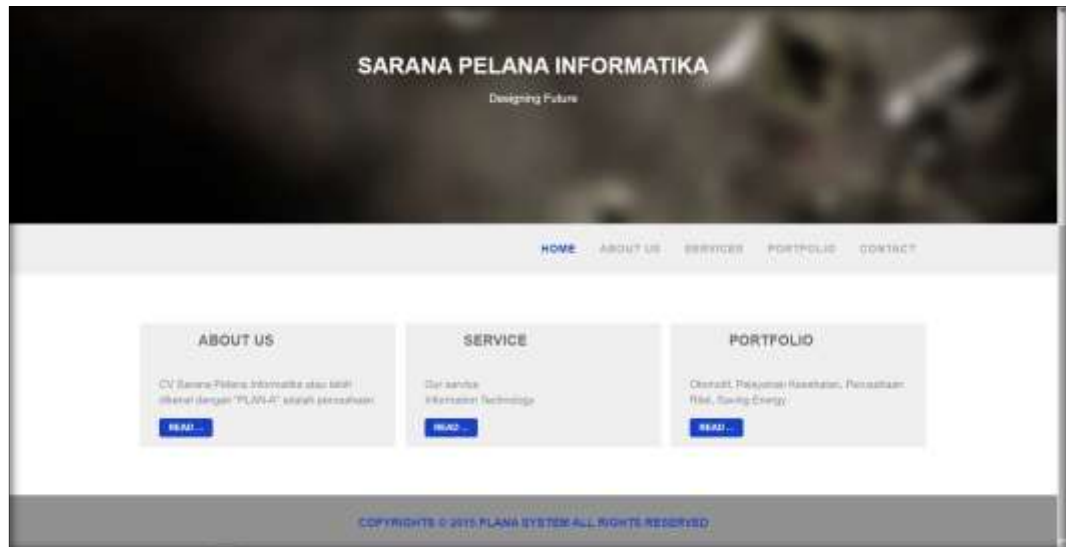 SARANA PELANA INFORMATIKA
Designing Future
HOME ABOUT US SERVICES PORTFOLIO CONTACT
ABOUT US
CV Sarana Pelana Informatika atau lebih
dikenal dengan "PLAN-A" adalah perusahaan
READ ...
SERVICE
Our service
Information Technology
READ ...
PORTFOLIO
Otomotif, Pelayanan Kesehatan, Perusahaan
Ritel, Saving Energy
READ ...
COPYRIGHTS © 2015 PLANA SYSTEM ALL RIGHTS RESERVED